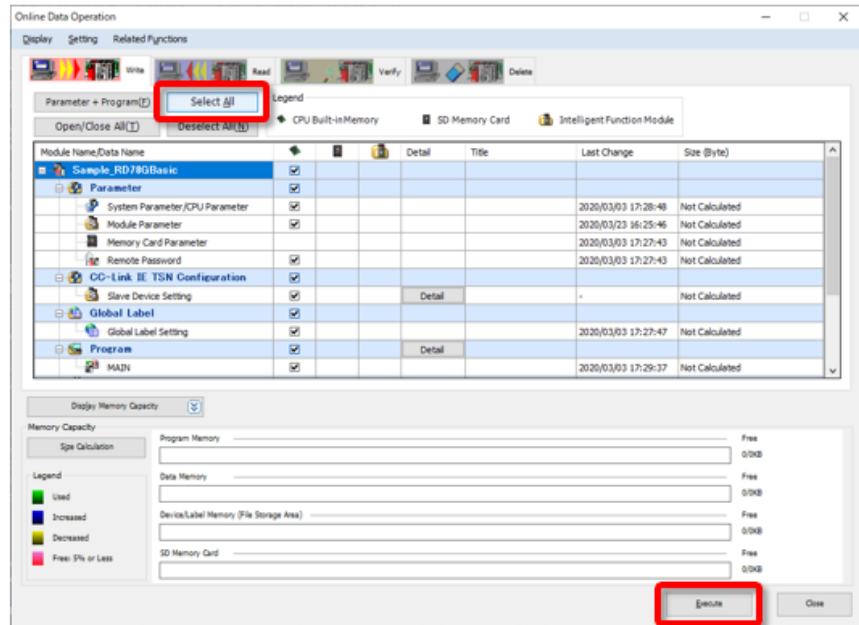 Online Data Operation
Display Setting Related Functions
Write Read Verify Delete
Parameter + Program(F) Select All Legend
Open/Close All(T) Deselect All(N) CPU Built-in Memory SD Memory Card Intelligent Function Module
Module Name/Data Name Detail Title Last Change Size (Byte)
Sample_RD78GBasic
Parameter
System Parameter/CPU Parameter 2020/03/03 17:28:48 Not Calculated
Module Parameter 2020/03/23 16:25:46 Not Calculated
Memory Card Parameter 2020/03/03 17:27:43 Not Calculated
Remote Password 2020/03/03 17:27:43 Not Calculated
CC-Link IE TSN Configuration
Slave Device Setting Detail - Not Calculated
Global Label
Global Label Setting 2020/03/03 17:27:47 Not Calculated
Program Detail
MAIN 2020/03/03 17:29:37 Not Calculated
Display Memory Capacity
Memory Capacity
Size Calculation Program Memory Free
0/0KB
Legend Data Memory Free
Used 0/0KB
Increased Device/Label Memory (File Storage Area) Free
Decreased 0/0KB
Free: 5% or Less SD Memory Card Free
0/0KB
Execute Close